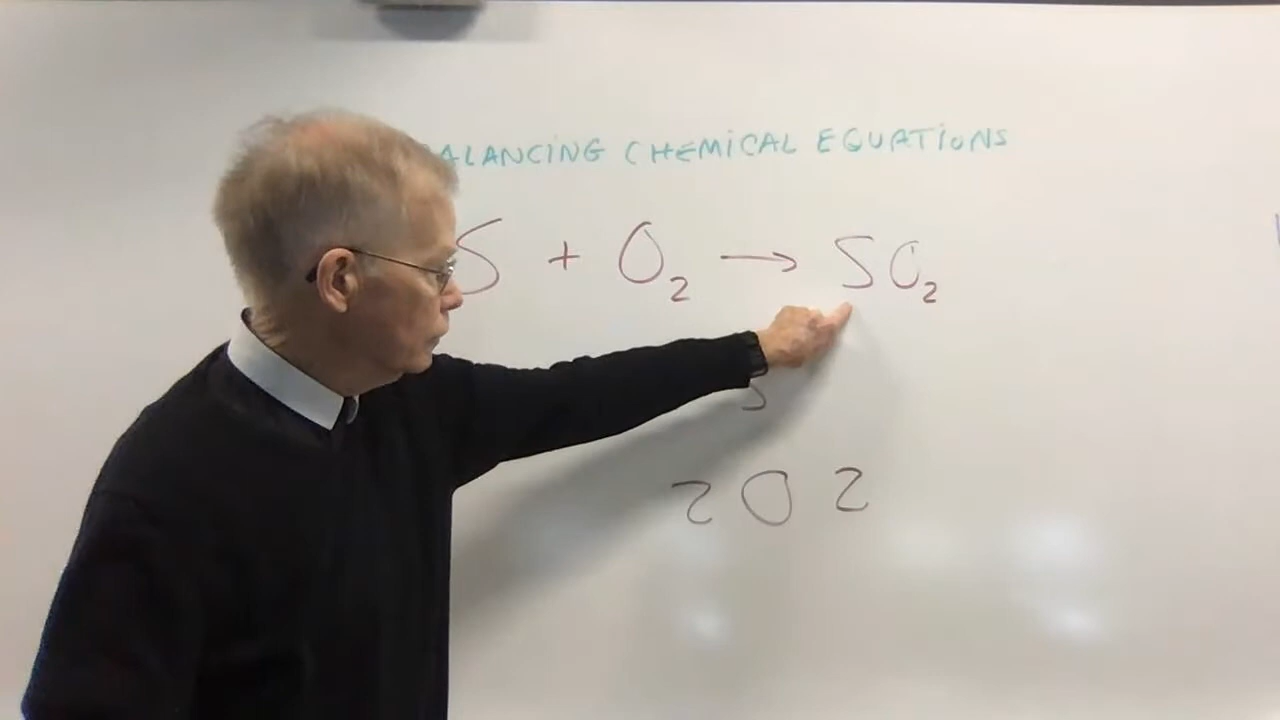 ALANCING CHEMICAL EQUATIONS
S + O₂ → SO₂
S
2 O 2